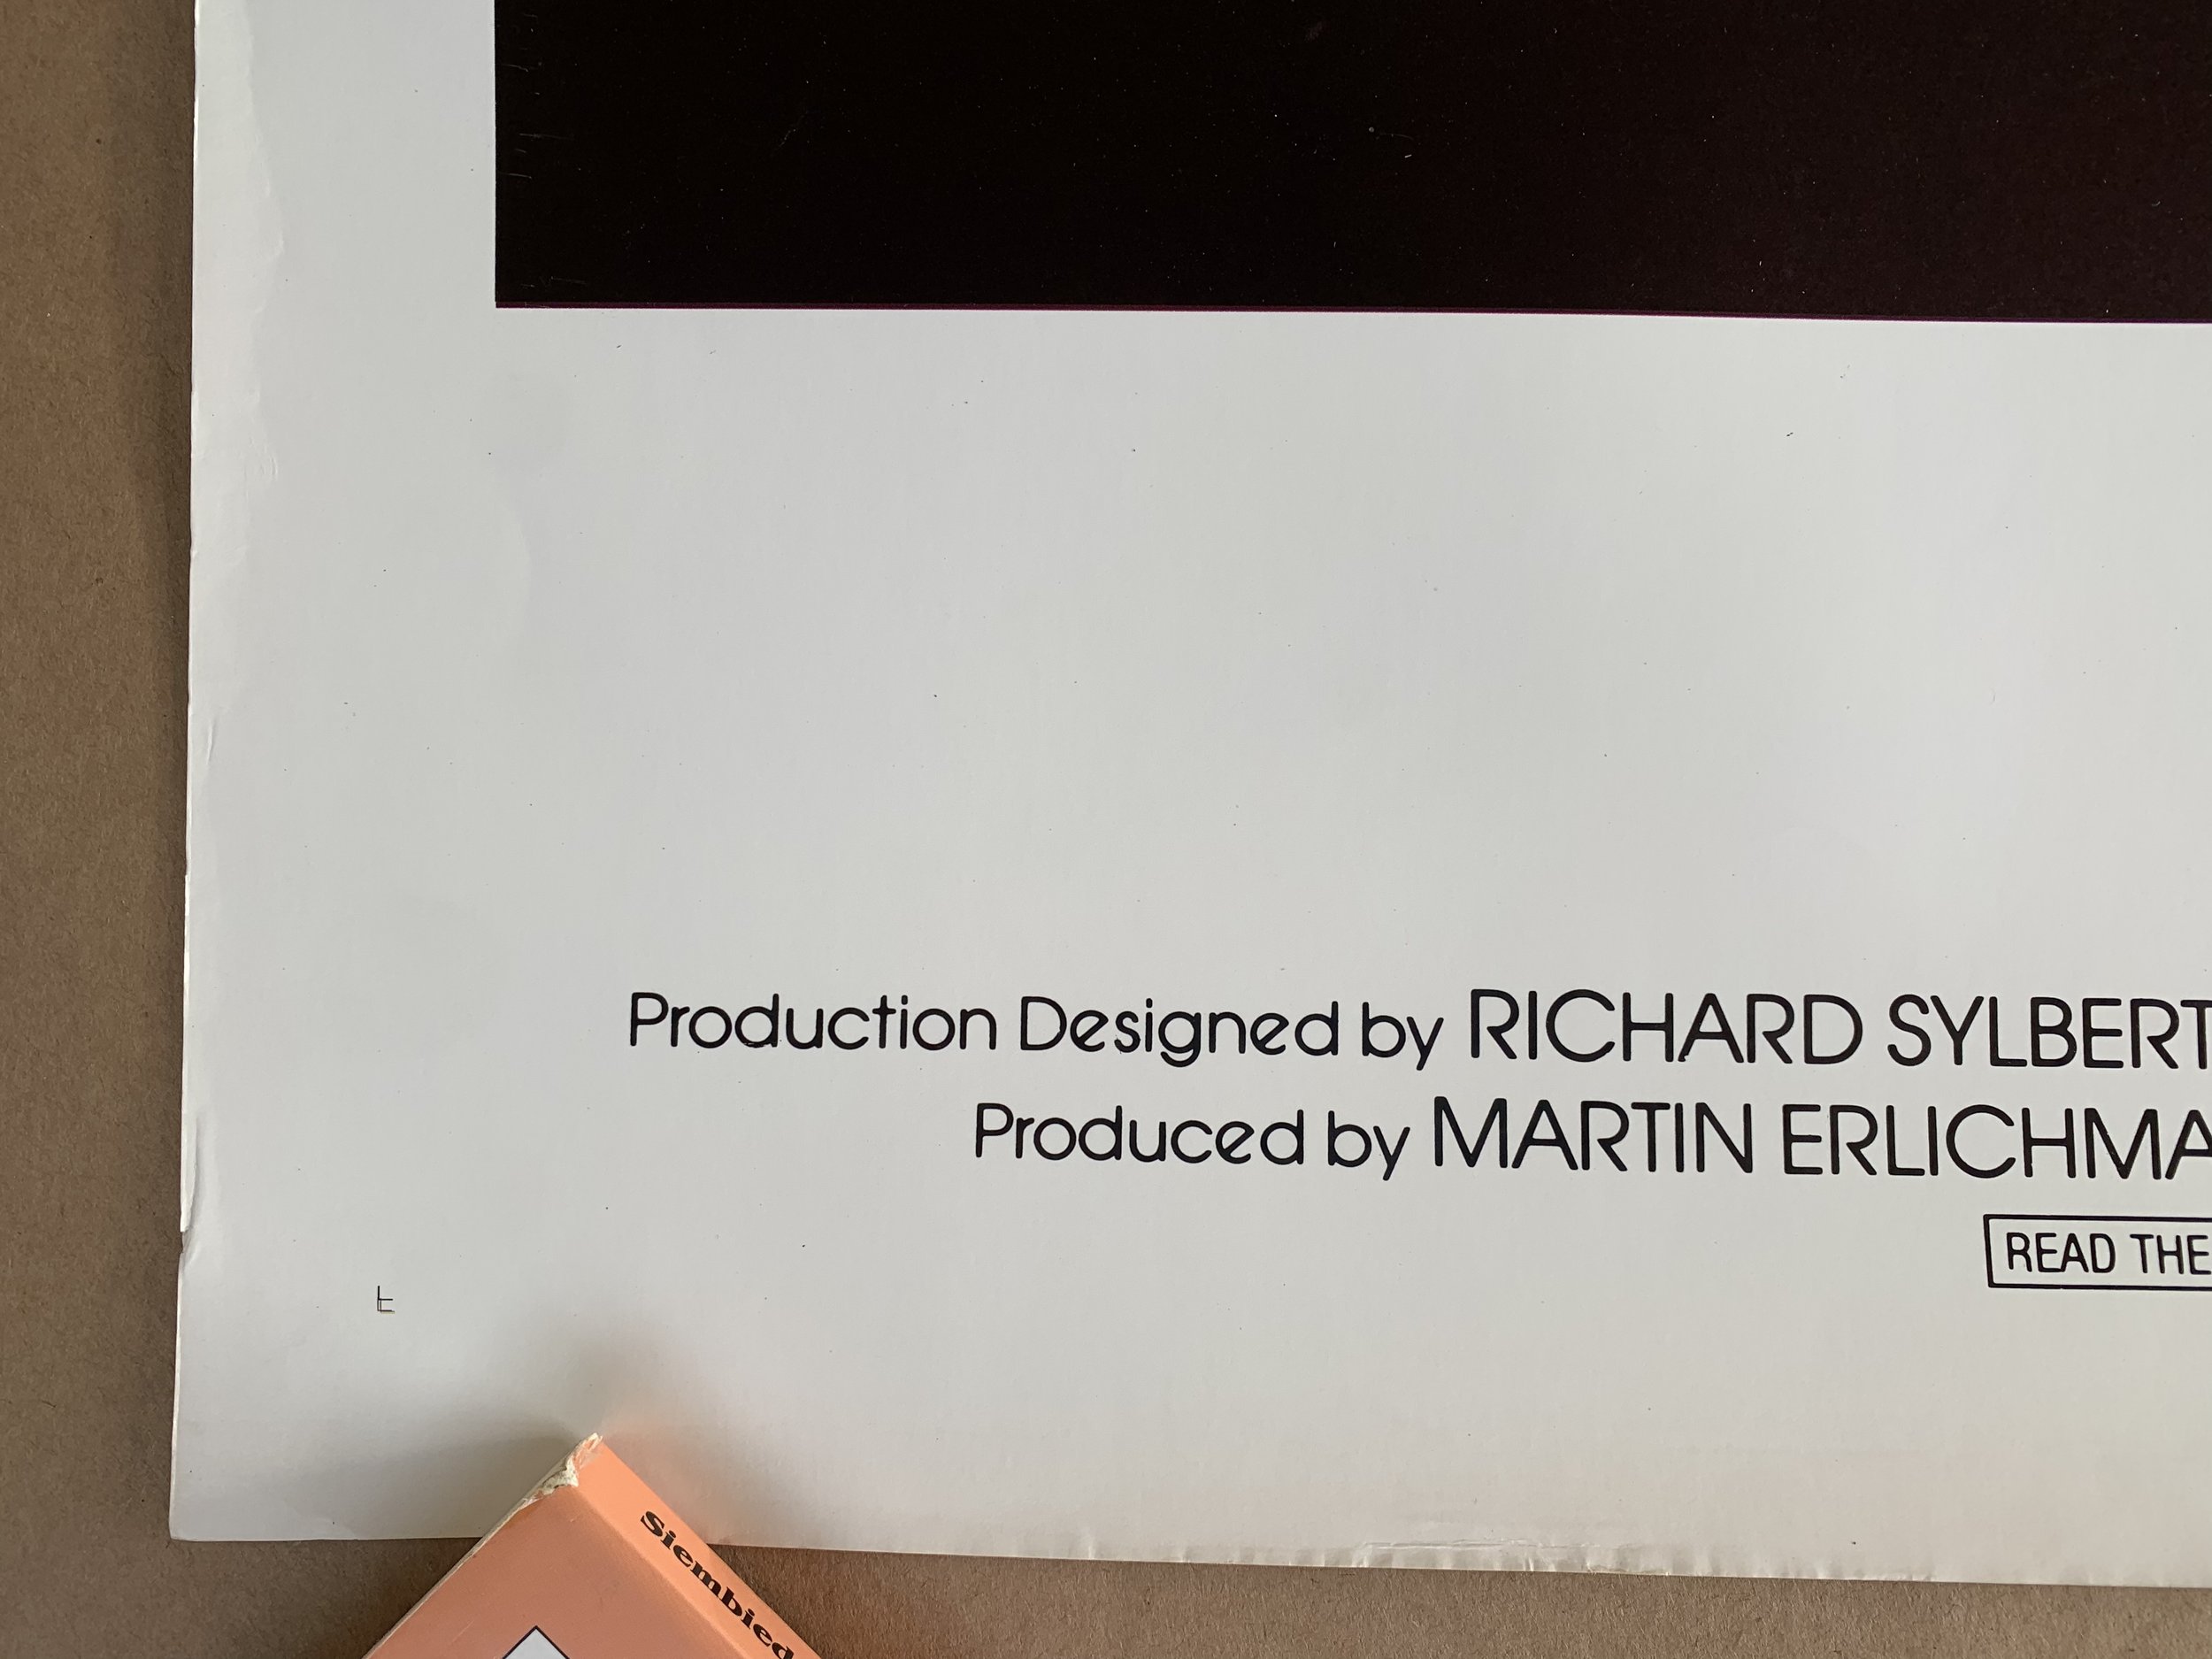 Production Designed by RICHARD SYLBERT
Produced by MARTIN ERLICHMA
READ THE
Siembied